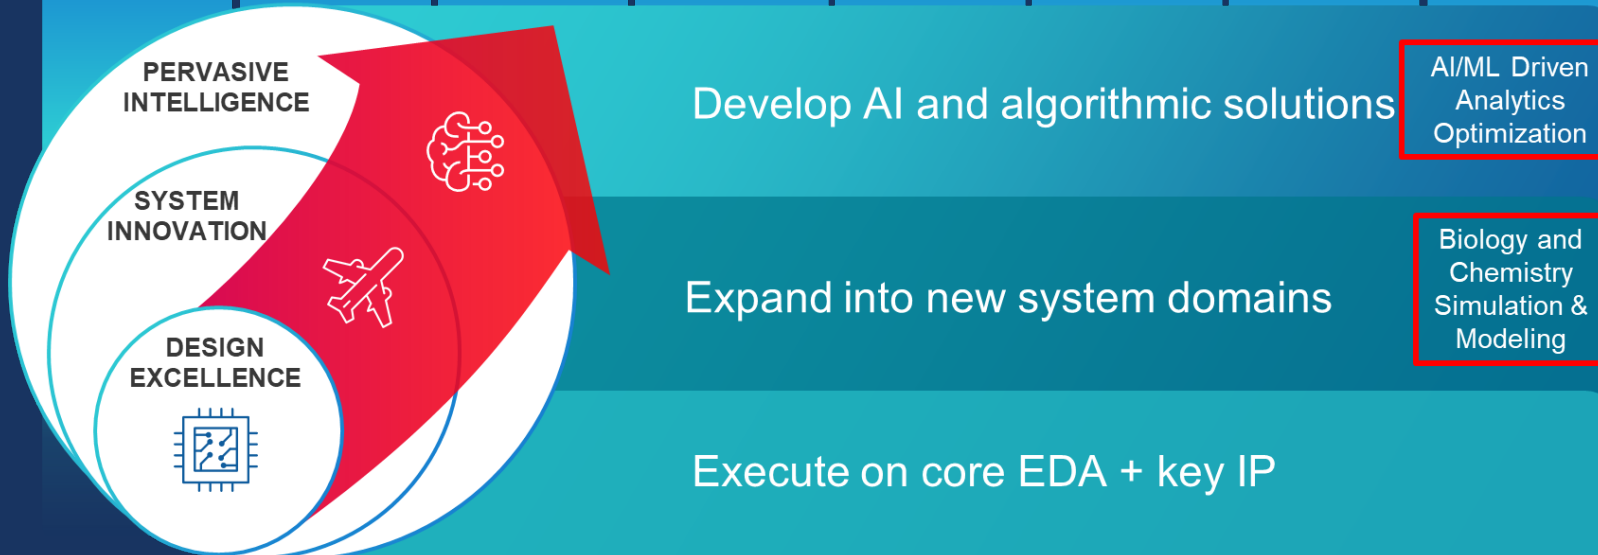 PERVASIVE
INTELLIGENCE
Develop AI and algorithmic solutions
AI/ML Driven
Analytics
Optimization
SYSTEM
INNOVATION
Expand into new system domains
Biology and
Chemistry
Simulation &
Modeling
DESIGN
EXCELLENCE
Execute on core EDA + key IP